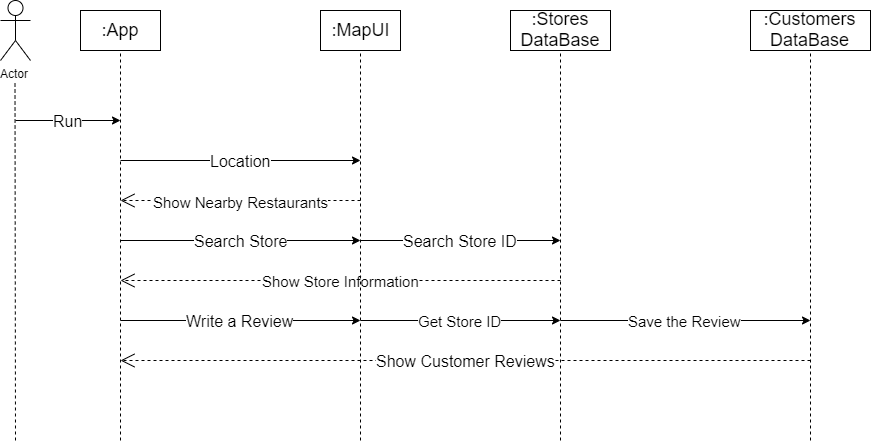 :App
:MapUI
:Stores
DataBase
:Customers
DataBase
Actor
Run
Location
Show Nearby Restaurants
Search Store
Search Store ID
Show Store Information
Write a Review
Get Store ID
Save the Review
Show Customer Reviews